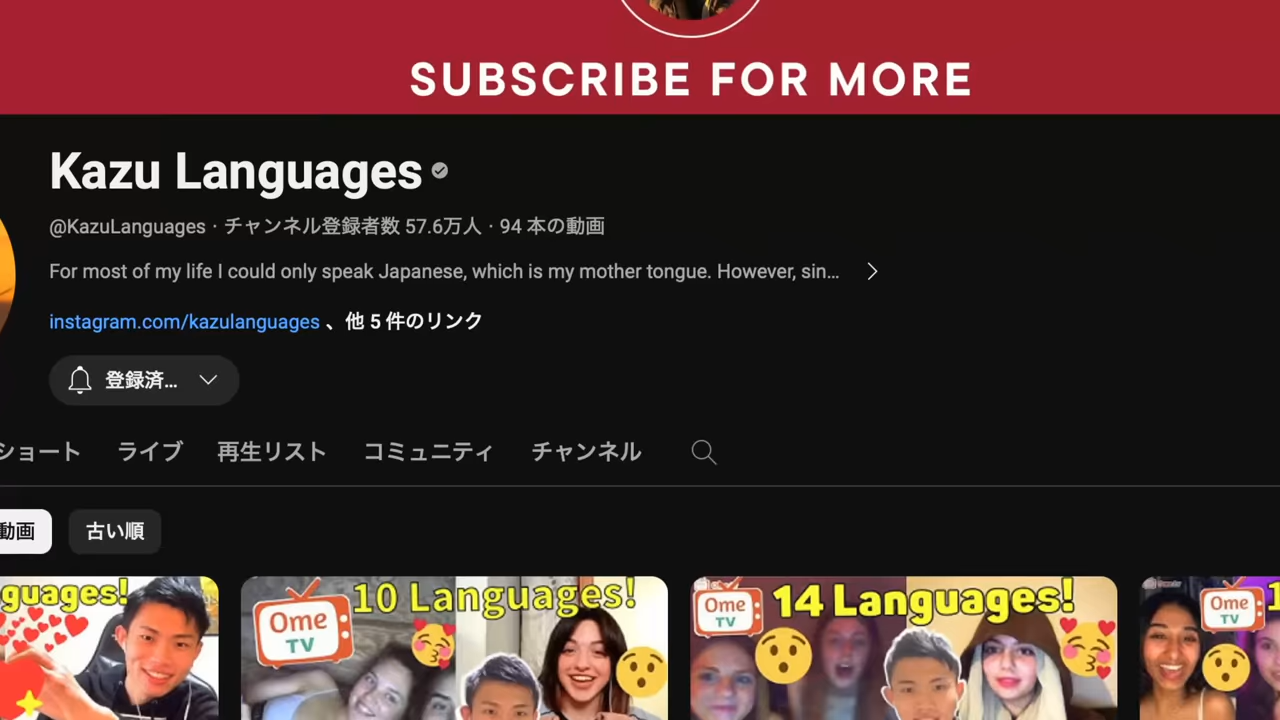 SUBSCRIBE FOR MORE
Kazu Languages
@KazuLanguages · チャンネル登録者数 57.6万人 · 94 本の動画
For most of my life I could only speak Japanese, which is my mother tongue. However, sin...
instagram.com/kazulanguages 、他 5 件のリンク
登録済...
ショート ライブ 再生リスト コミュニティ チャンネル
動画 古い順
guages!
Ome TV 10 Languages!
Ome TV 14 Languages!
Ome TV 1